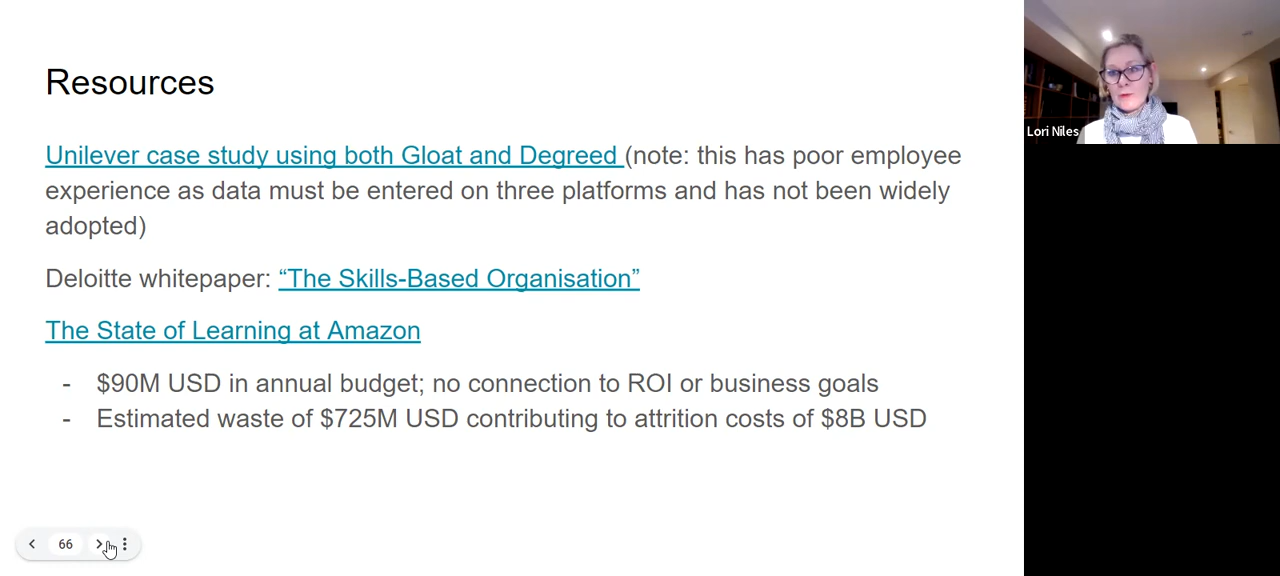 Resources
Unilever case study using both Gloat and Degreed (note: this has poor employee
experience as data must be entered on three platforms and has not been widely
adopted)
Deloitte whitepaper: “The Skills-Based Organisation”
The State of Learning at Amazon
- $90M USD in annual budget; no connection to ROI or business goals
- Estimated waste of $725M USD contributing to attrition costs of $8B USD
66
Lori Niles